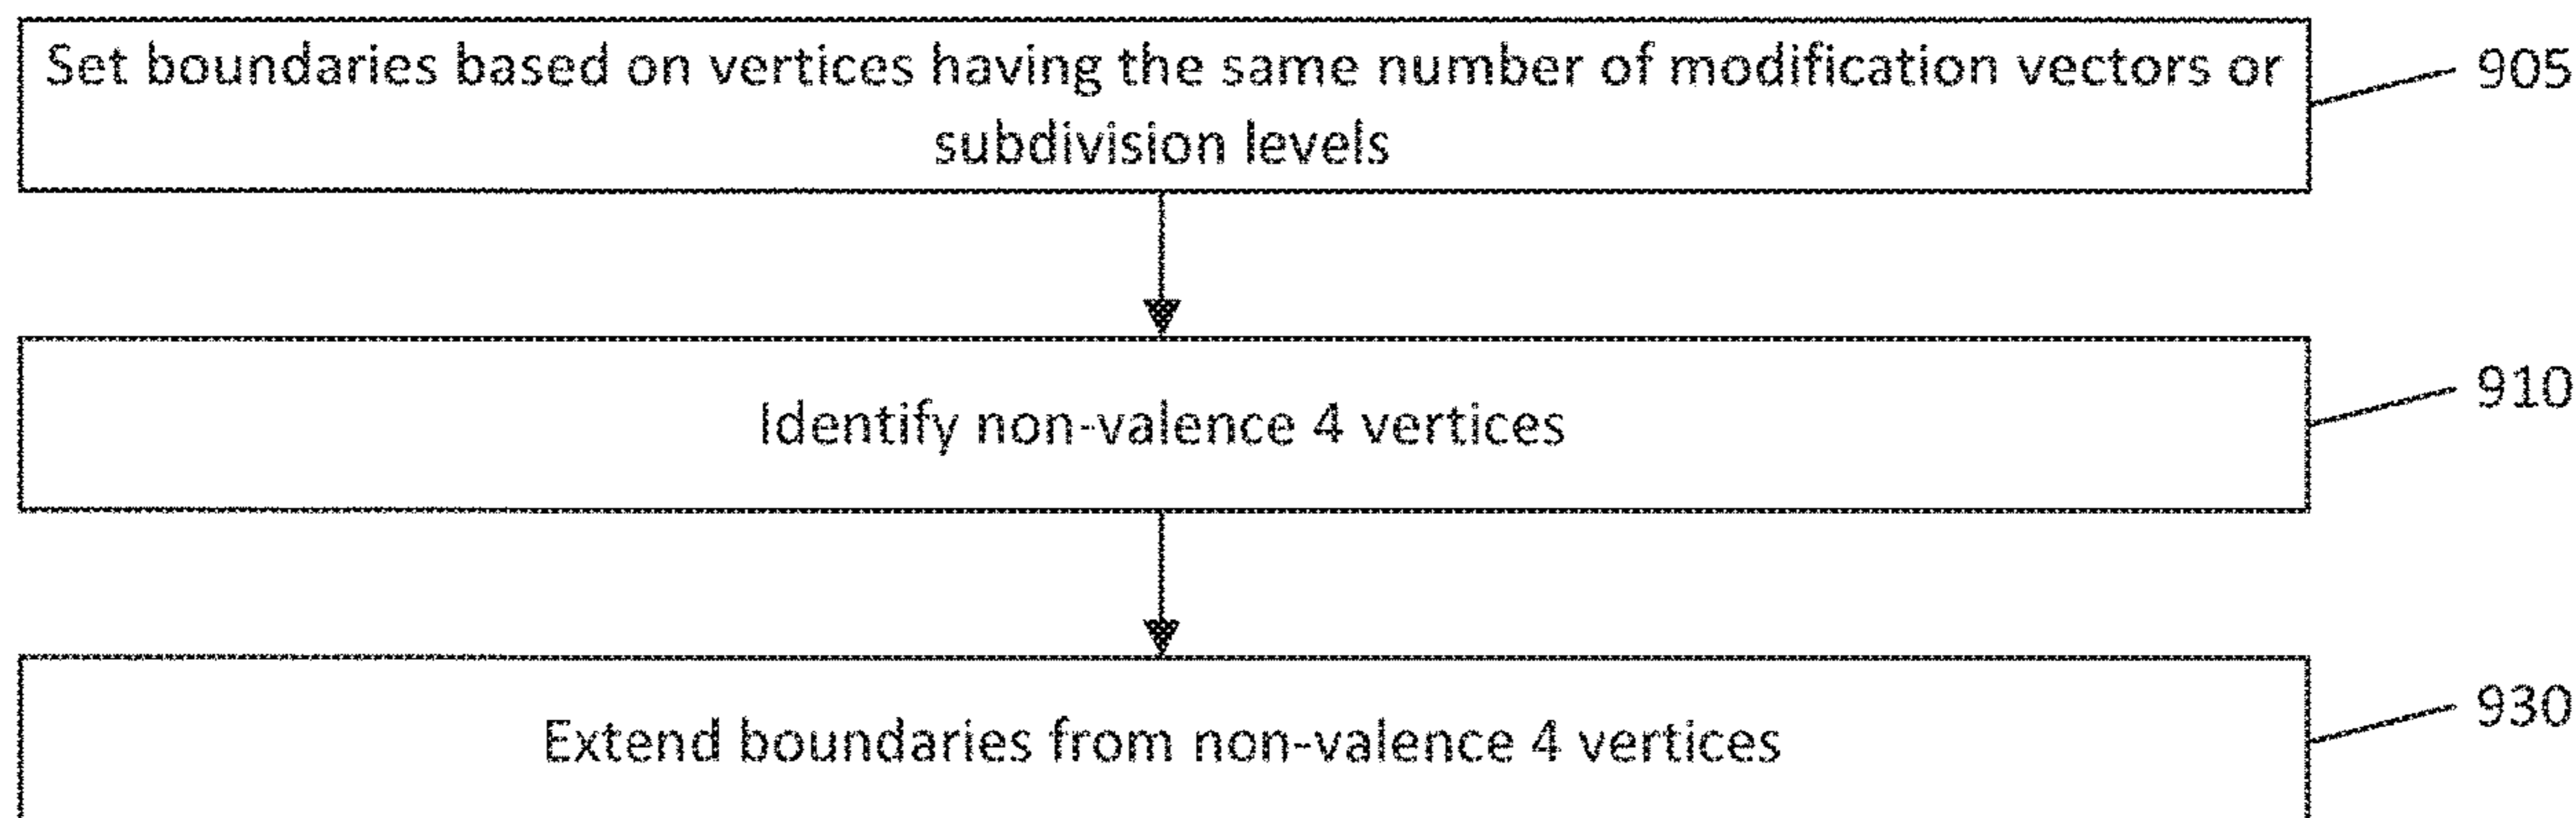 Set boundaries based on vertices having the same number of modification vectors or
subdivision levels
905
Identify non-valence 4 vertices
910
Extend boundaries from non-valence 4 vertices
930